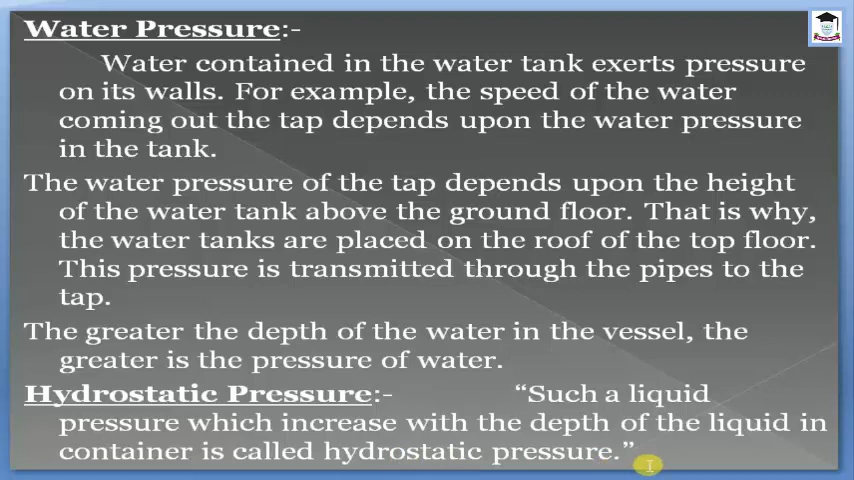 Water Pressure:-
Water contained in the water tank exerts pressure
on its walls. For example, the speed of the water
coming out the tap depends upon the water pressure
in the tank.
The water pressure of the tap depends upon the height
of the water tank above the ground floor. That is why,
the water tanks are placed on the roof of the top floor.
This pressure is transmitted through the pipes to the
tap.
The greater the depth of the water in the vessel, the
greater is the pressure of water.
Hydrostatic Pressure:- “Such a liquid
pressure which increase with the depth of the liquid in
container is called hydrostatic pressure.”